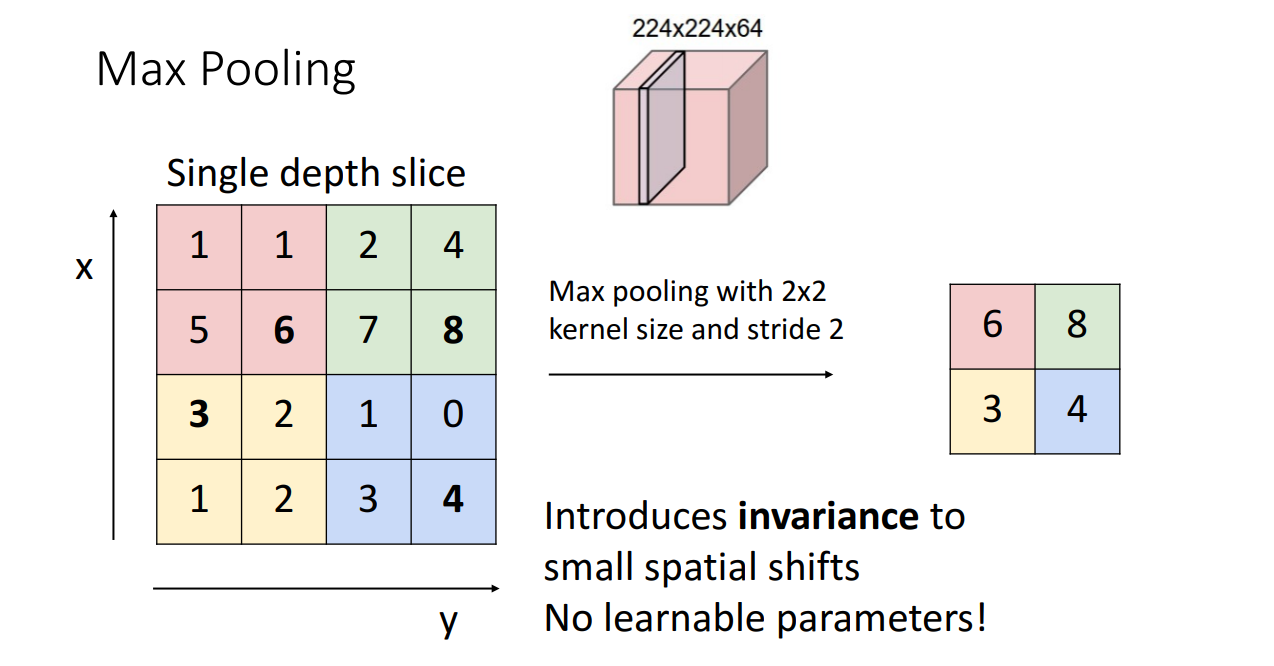 Max Pooling
224x224x64
Single depth slice
x
1 1 2 4
5 6 7 8
3 2 1 0
1 2 3 4
y
Max pooling with 2x2
kernel size and stride 2
6 8
3 4
Introduces invariance to
small spatial shifts
No learnable parameters!